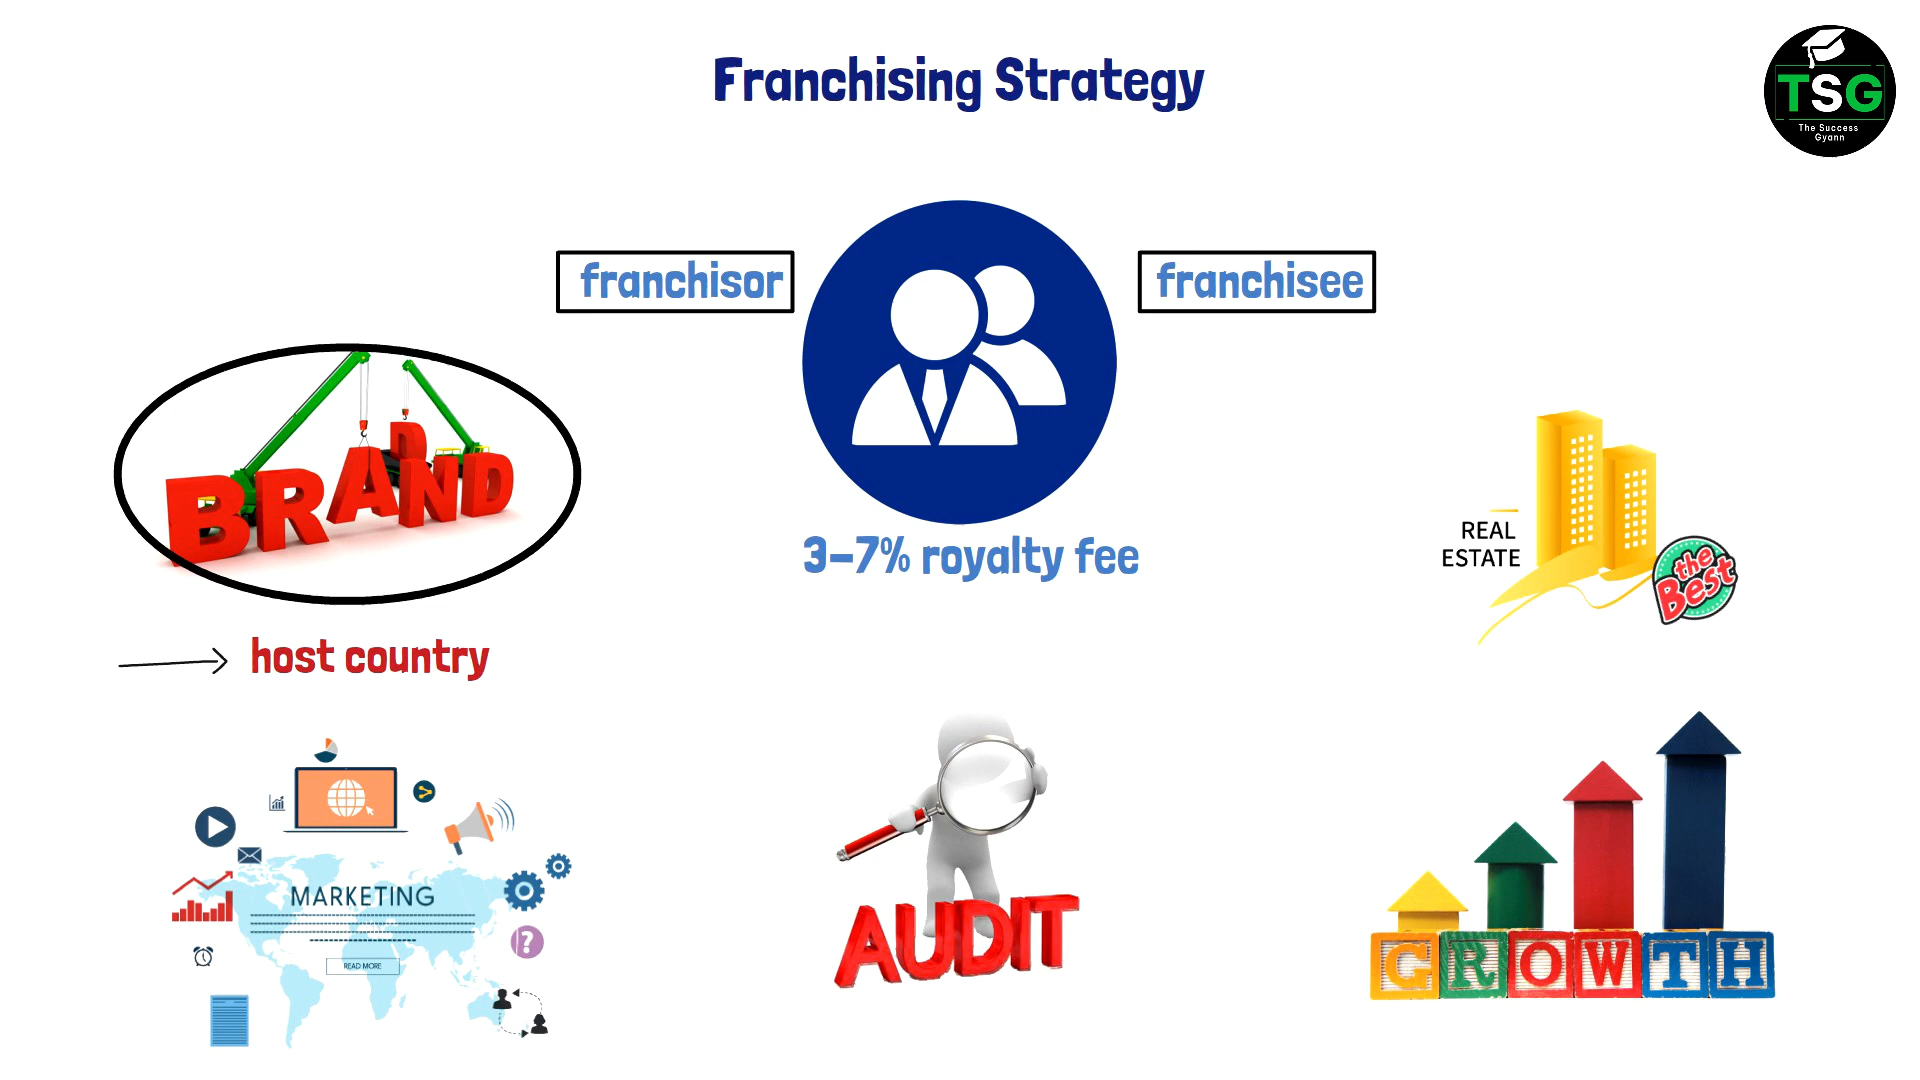 Franchising Strategy
TSG
The Success
Gyann
franchisor
franchisee
BRAND
D
3-7% royalty fee
REAL
ESTATE
the
Best
host country
MARKETING
READ MORE
?
AUDIT
GROWTH